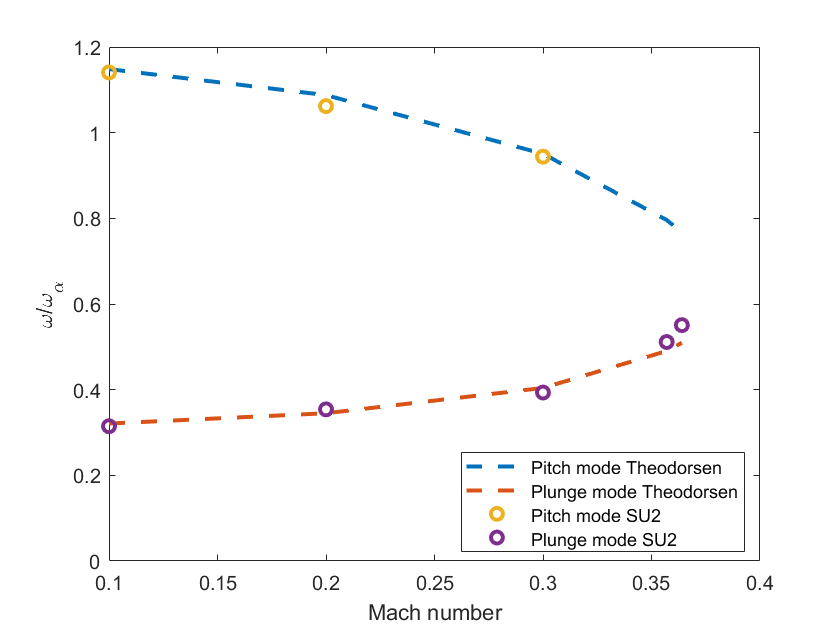 1.2
1
0.8
0.6
0.4
0.2
0
ω/ω_α
0.1
0.15
0.2
0.25
0.3
0.35
0.4
Mach number
Pitch mode Theodorsen
Plunge mode Theodorsen
Pitch mode SU2
Plunge mode SU2